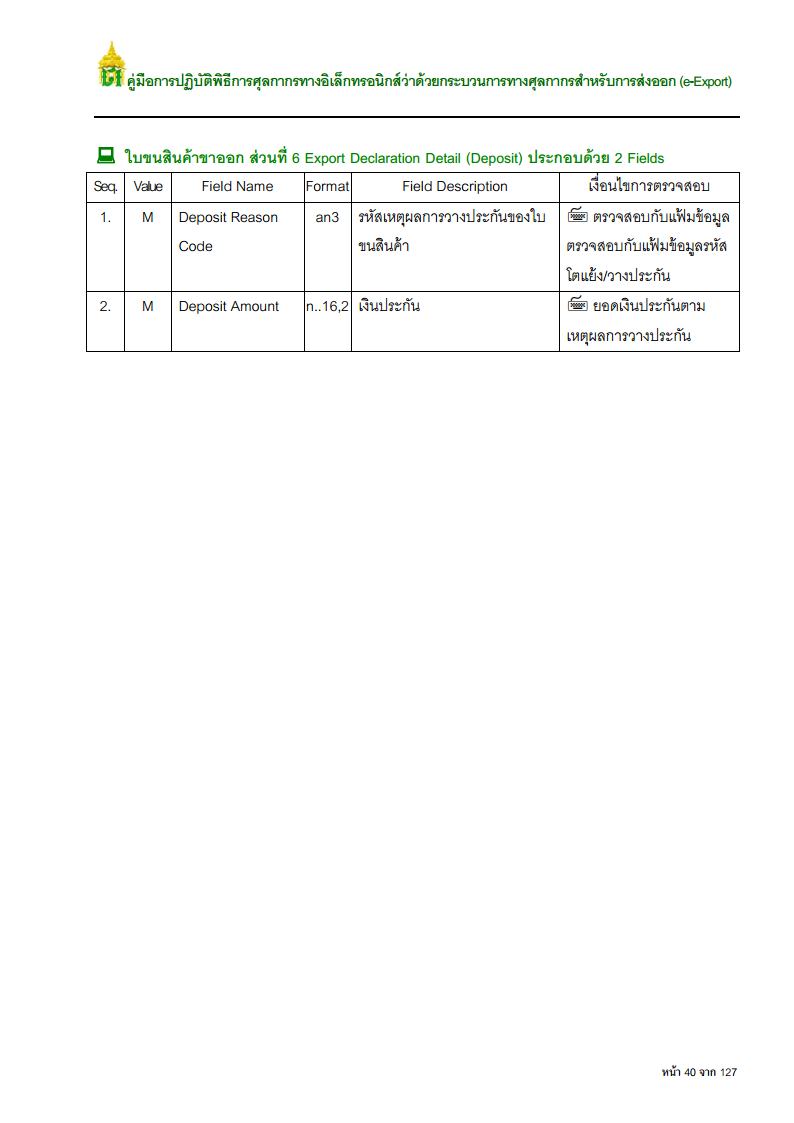 คู่มือการปฏิบัติพิธีการศุลกากรทางอิเล็กทรอนิกส์ว่าด้วยกระบวนการทางศุลกากรสำหรับการส่งออก (e-Export)
ใบขนสินค้าขาออก ส่วนที่ 6 Export Declaration Detail (Deposit) ประกอบด้วย 2 Fields
Seq. Value Field Name Format Field Description เงื่อนไขการตรวจสอบ
1. M Deposit Reason an3 รหัสเหตุผลการวางประกันของใบ ตรวจสอบกับแฟ้มข้อมูล
Code ขนสินค้า ตรวจสอบกับแฟ้มข้อมูลรหัส
โตแย้ง/วางประกัน
2. M Deposit Amount n..16,2 เงินประกัน ยอดเงินประกันตาม
เหตุผลการวางประกัน
หน้า 40 จาก 127